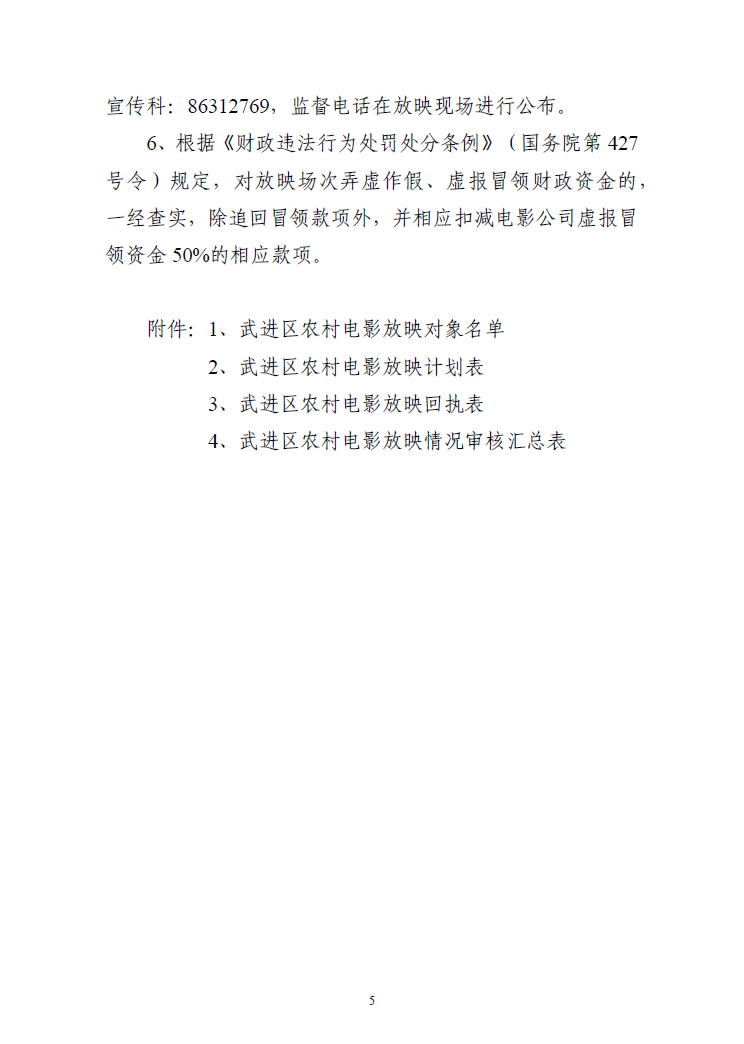 宣传科：86312769，监督电话在放映现场进行公布。
6、根据《财政违法行为处罚处分条例》（国务院第 427
号令）规定，对放映场次弄虚作假、虚报冒领财政资金的，
一经查实，除追回冒领款项外，并相应扣减电影公司虚报冒
领资金 50%的相应款项。
附件：1、武进区农村电影放映对象名单
2、武进区农村电影放映计划表
3、武进区农村电影放映回执表
4、武进区农村电影放映情况审核汇总表
5